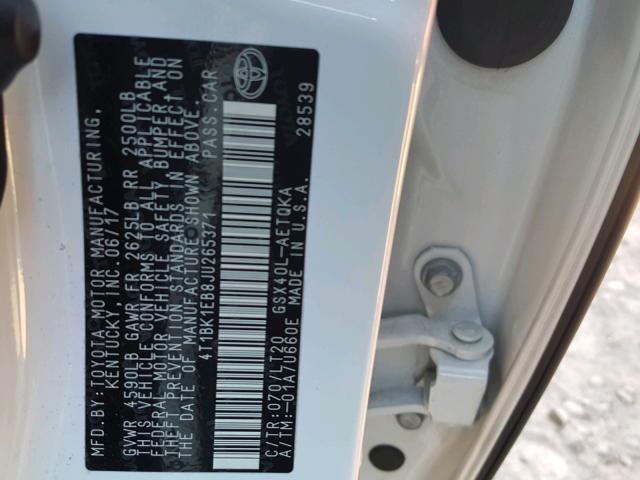 MFD.BY:TOYOTA MOTOR MANUFACTURING,
KENTUCKY, INC. 06/17
GVWR 4590LB GAWR FR 2625LB RR 2500LB
THIS VEHICLE CONFORMS TO ALL APPLICABLE
FEDERAL MOTOR VEHICLE SAFETY, BUMPER, AND
THEFT PREVENTION STANDARDS IN EFFECT ON
THE DATE OF MANUFACTURE SHOWN ABOVE.
4T1BK1EB8JU265371 PASS.CAR
C/TR:070/LT20 GSX40L-AETQKA
A/TM:-01A/U660E MADE IN U.S.A. 28539